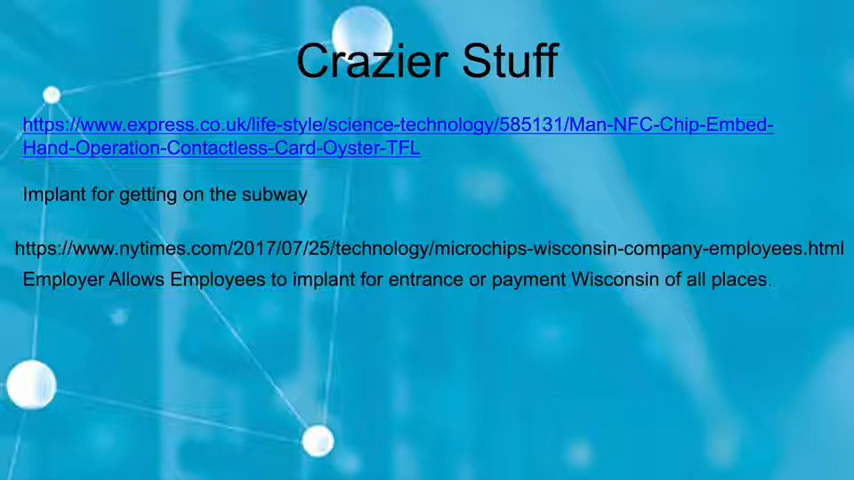 Crazier Stuff
https://www.express.co.uk/life-style/science-technology/585131/Man-NFC-Chip-Embed-
Hand-Operation-Contactless-Card-Oyster-TFL
Implant for getting on the subway
https://www.nytimes.com/2017/07/25/technology/microchips-wisconsin-company-employees.html
Employer Allows Employees to implant for entrance or payment Wisconsin of all places.